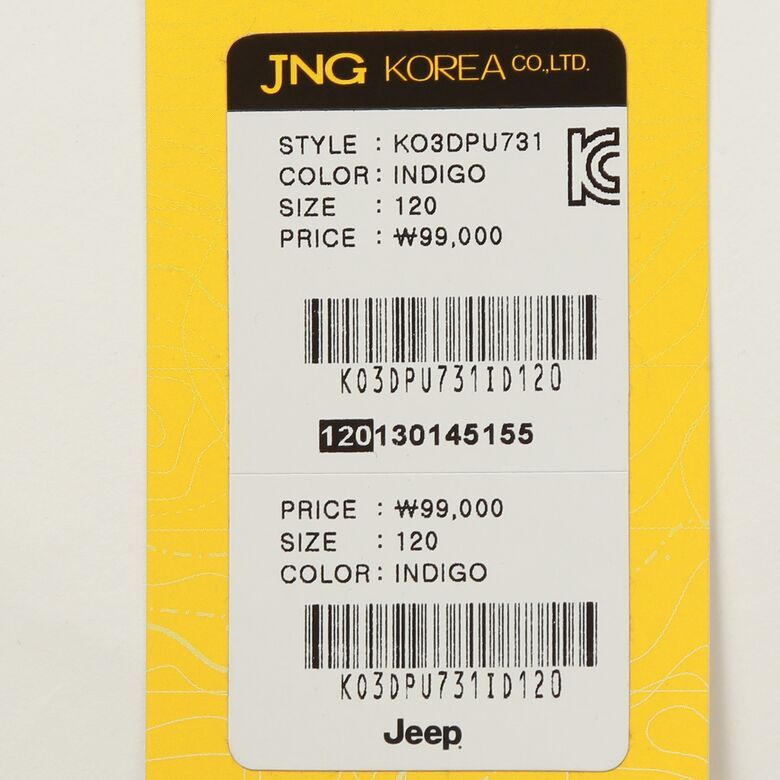 JNG KOREA CO.,LTD.
STYLE : KO3DPU731
COLOR : INDIGO
SIZE : 120
PRICE : ₩99,000
KO3DPU731ID120
120130145155
PRICE : ₩99,000
SIZE : 120
COLOR : INDIGO
KO3DPU731ID120
Jeep